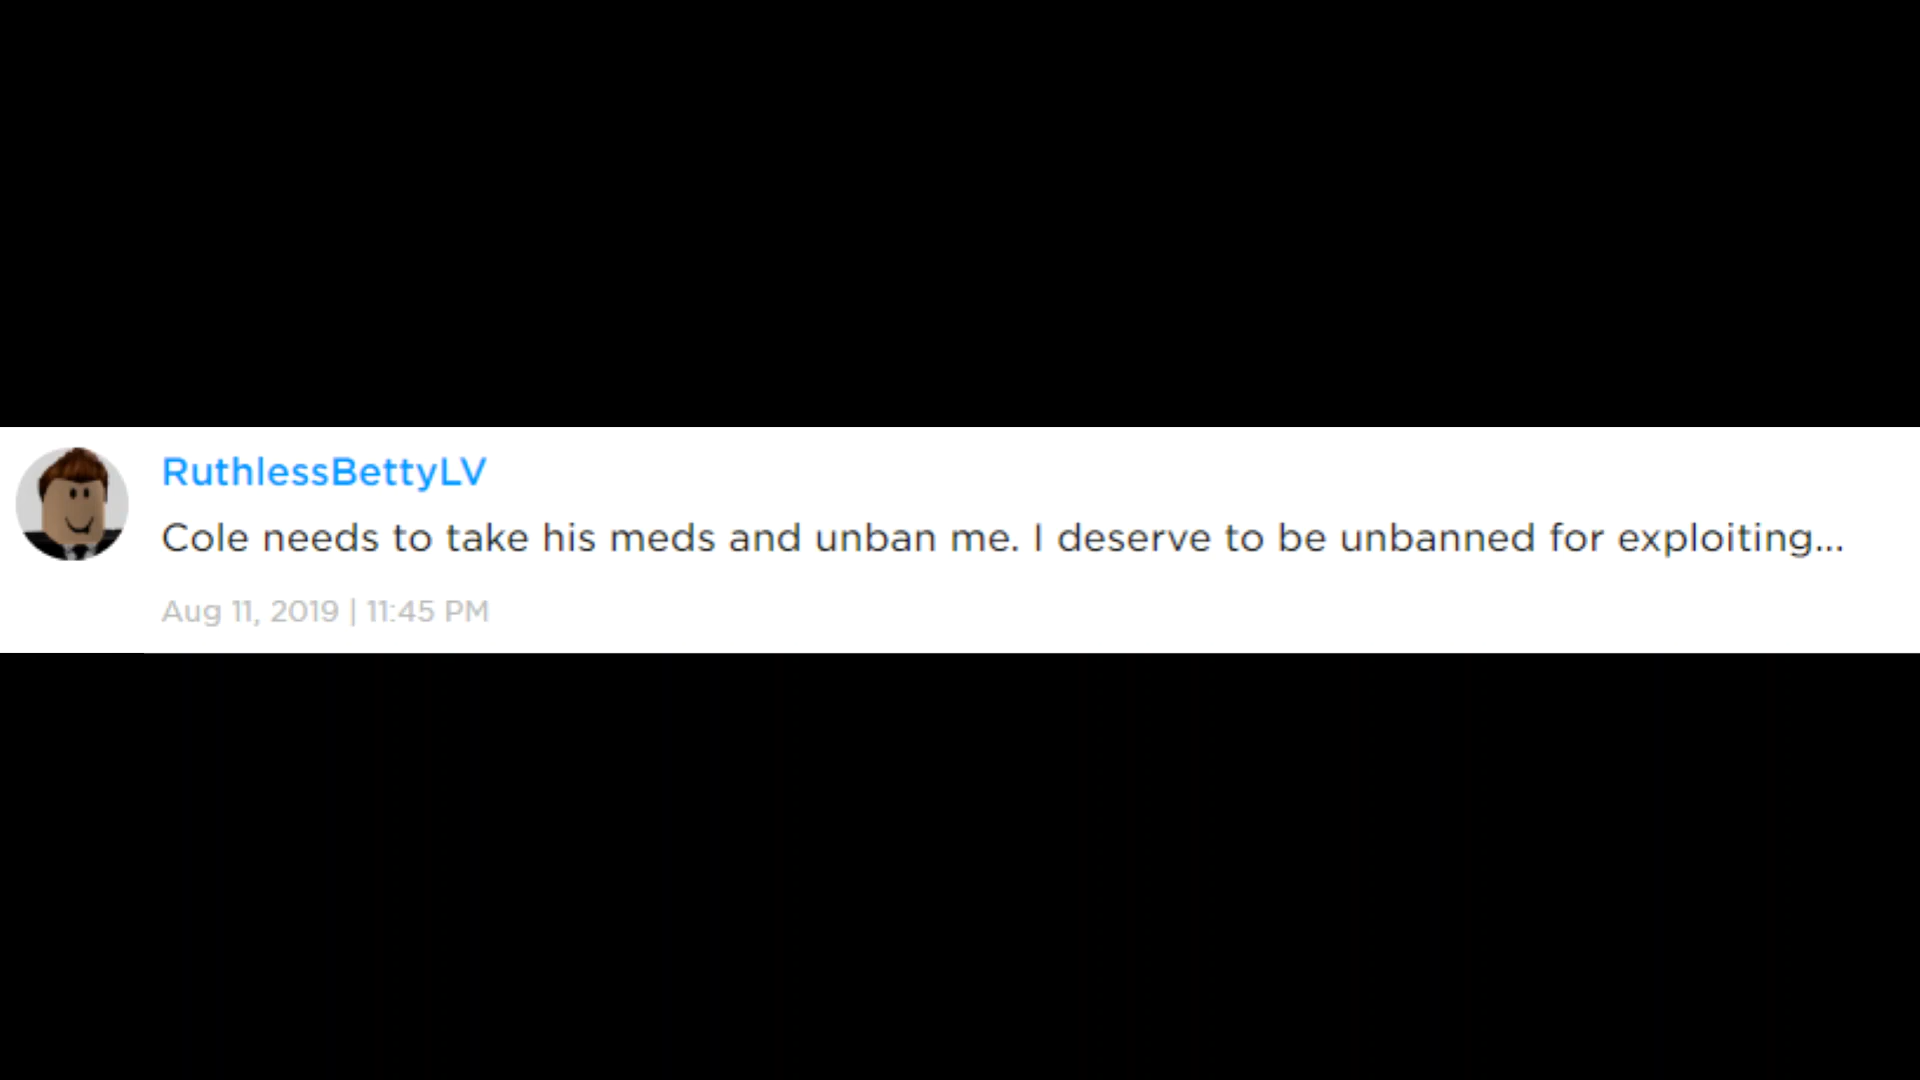 RuthlessBettyLV
Cole needs to take his meds and unban me. I deserve to be unbanned for exploiting...
Aug 11, 2019 | 11:45 PM